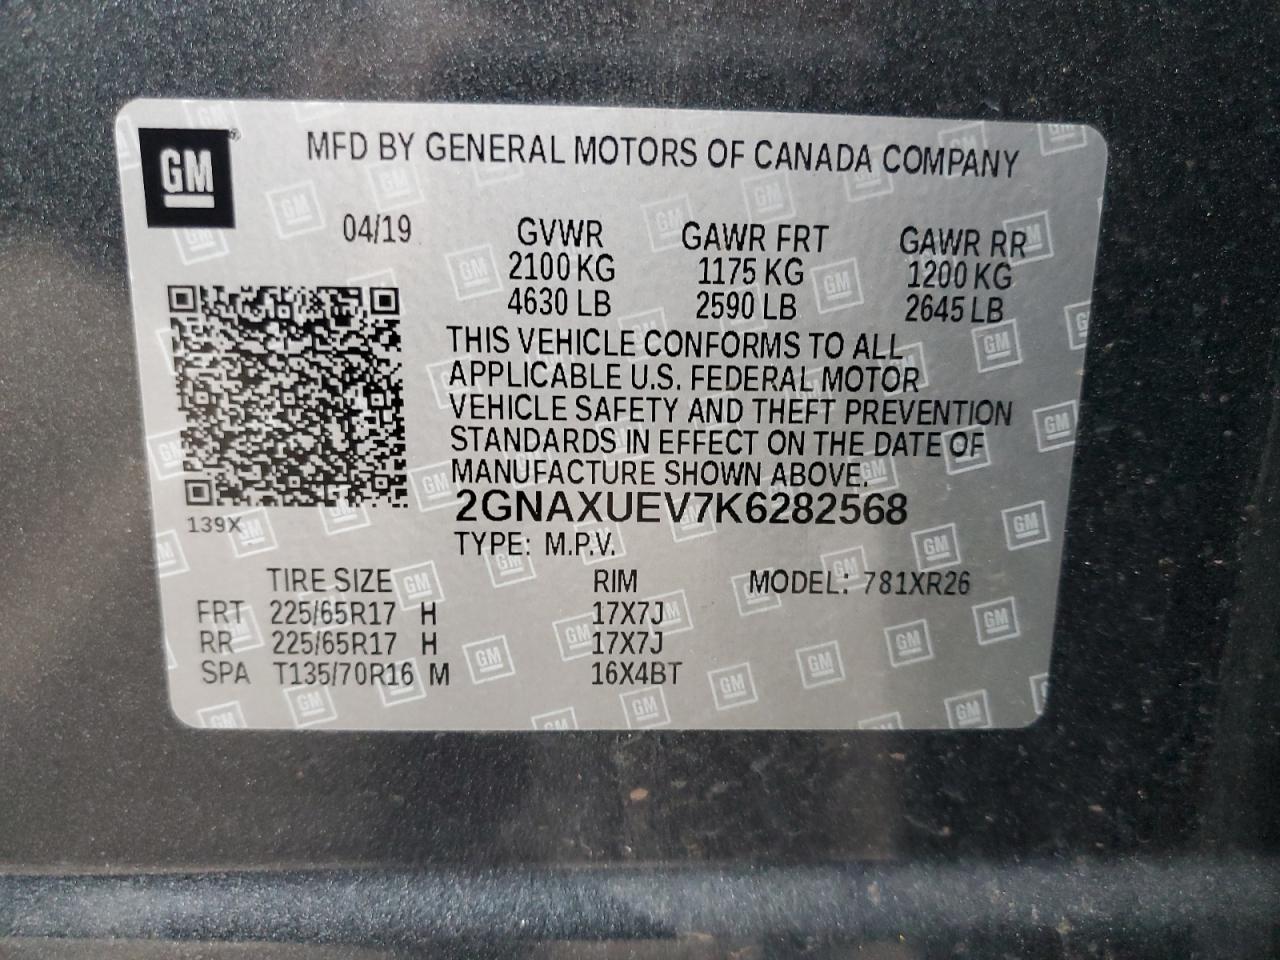 GM ®
MFD BY GENERAL MOTORS OF CANADA COMPANY
04/19 GVWR GAWR FRT GAWR RR
2100 KG 1175 KG 1200 KG
4630 LB 2590 LB 2645 LB
THIS VEHICLE CONFORMS TO ALL
APPLICABLE U.S. FEDERAL MOTOR
VEHICLE SAFETY AND THEFT PREVENTION
STANDARDS IN EFFECT ON THE DATE OF
MANUFACTURE SHOWN ABOVE.
2GNAXUEV7K6282568
139X
TYPE: M.P.V.
TIRE SIZE RIM MODEL: 781XR26
FRT 225/65R17 H 17X7J
RR 225/65R17 H 17X7J
SPA T135/70R16 M 16X4BT